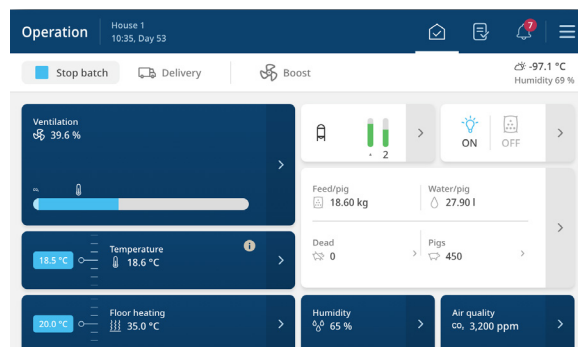 Operation
House 1
10:35, Day 53
7
Stop batch
Delivery
Boost
-97.1 °C
Humidity 69 %
Ventilation
39.6 %
2
ON
OFF
Feed/pig
18.60 kg
Water/pig
27.90 l
Dead
0
Pigs
450
18.5 °C
Temperature
18.6 °C
i
20.0 °C
Floor heating
35.0 °C
Humidity
65 %
Air quality
CO₂ 3,200 ppm